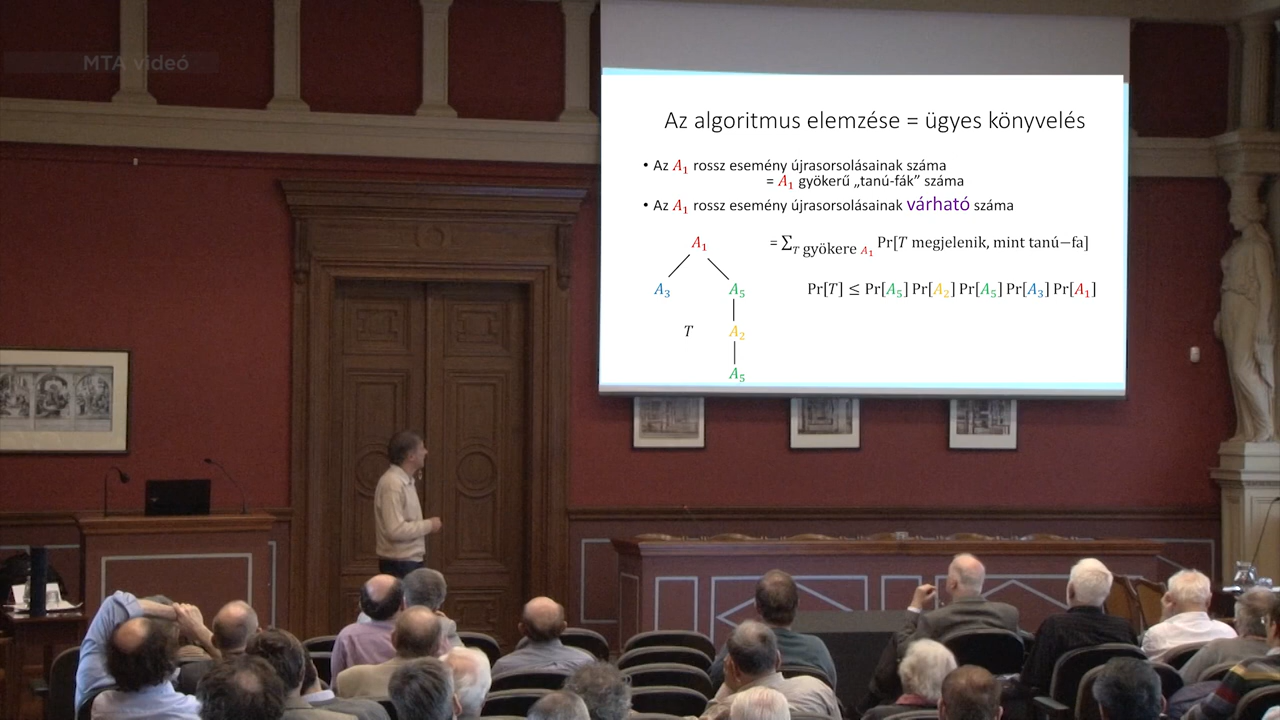 MTA videó
Az algoritmus elemzése = ügyes könyvelés
• Az A₁ rossz esemény újrasorsolásainak száma
= A₁ gyökerű „tanú-fák” száma
• Az A₁ rossz esemény újrasorsolásainak várható száma
A₁
= ∑_T gyökere A₁ Pr[T megjelenik, mint tanú−fa]
A₃
A₅
Pr[T] ≤ Pr[A₅] Pr[A₂] Pr[A₅] Pr[A₃] Pr[A₁]
T
A₂
A₅